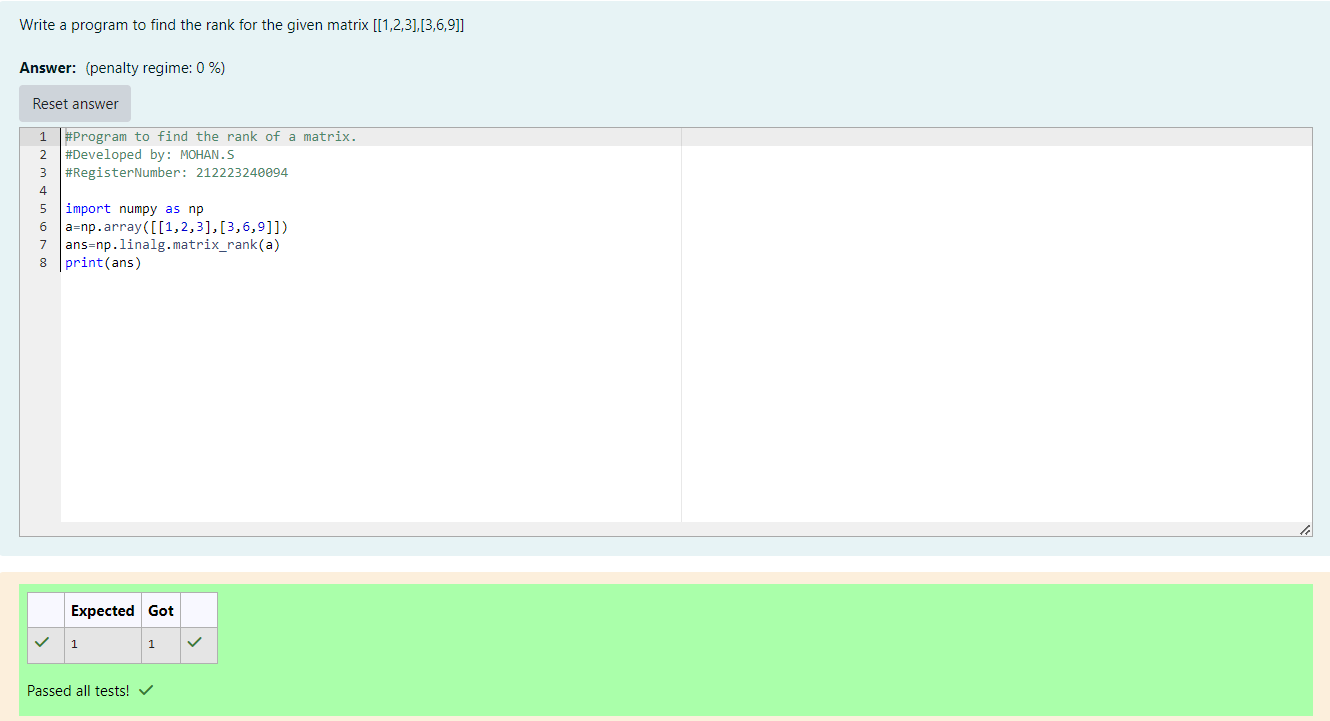 Write a program to find the rank for the given matrix [[1,2,3],[3,6,9]]
Answer: (penalty regime: 0 %)
Reset answer
1 #Program to find the rank of a matrix.
2 #Developed by: MOHAN.S
3 #RegisterNumber: 212223240094
4
5 import numpy as np
6 a=np.array([[1,2,3],[3,6,9]])
7 ans=np.linalg.matrix_rank(a)
8 print(ans)
Expected Got
1 1
Passed all tests!